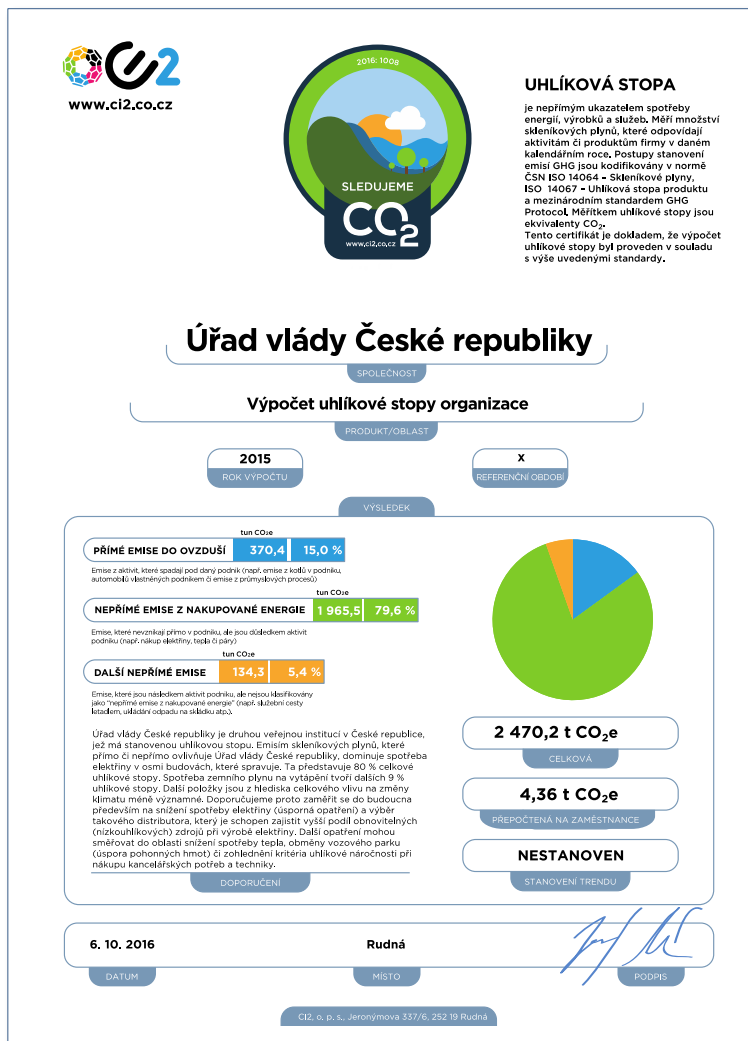 www.ci2.co.cz
2016: 1008
SLEDUJEME
CO2
www.ci2.co.cz
UHLÍKOVÁ STOPA
je nepřímým ukazatelem spotřeby
energií, výrobků a služeb. Měří množství
skleníkových plynů, které odpovídají
aktivitám či produktům firmy v daném
kalendářním roce. Postupy stanovení
emisí GHG jsou kodifikovány v normě
ČSN ISO 14064 – Skleníkové plyny,
ISO 14067 – Uhlíková stopa produktu
a mezinárodním standardem GHG
Protocol. Měřítkem uhlíkové stopy jsou
ekvivalenty CO2.
Tento certifikát je dokladem, že výpočet
uhlíkové stopy byl proveden v souladu
s výše uvedenými standardy.
Úřad vlády České republiky
SPOLEČNOST
Výpočet uhlíkové stopy organizace
PRODUKT/OBLAST
2015
ROK VÝPOČTU
x
REFERENČNÍ OBDOBÍ
VÝSLEDEK
tun CO2e
PŘÍMÉ EMISE DO OVZDUŠÍ 370,4 15,0 %
Emise z aktivit, které spadají pod daný podnik (např. emise z kotlů v podniku,
automobilů vlastněných podnikem či emise z průmyslových procesů)
tun CO2e
NEPŘÍMÉ EMISE Z NAKUPOVANÉ ENERGIE 1 965,5 79,6 %
Emise, které nevznikají přímo v podniku, ale jsou důsledkem aktivit
podniku (např. nákup elektřiny, tepla či páry)
tun CO2e
DALŠÍ NEPŘÍMÉ EMISE 134,3 5,4 %
Emise, které jsou následkem aktivit podniku, ale nejsou klasifikovány
jako "nepřímé emise z nakupované energie" (např. služební cesty
letadlem, ukládání odpadu na skládku atp.).
Úřad vlády České republiky je druhou veřejnou institucí v České republice,
jež má stanovenou uhlíkovou stopu. Emisím skleníkových plynů, které
přímo či nepřímo ovlivňuje Úřad vlády České republiky, dominuje spotřeba
elektřiny v osmi budovách, které spravuje. Ta představuje 80 % celkové
uhlíkové stopy. Spotřeba zemního plynu na vytápění tvoří dalších 9 %
uhlíkové stopy. Další položky jsou z hlediska celkového vlivu na změny
klimatu méně významné. Doporučujeme proto zaměřit se do budoucna
především na snížení spotřeby elektřiny (úsporná opatření) a výběr
takového distributora, který je schopen zajistit vyšší podíl obnovitelných
(nízkouhlíkových) zdrojů při výrobě elektřiny. Další opatření mohou
směřovat do oblasti snížení spotřeby tepla, obměny vozového parku
(úspora pohonných hmot) či zohlednění kritéria uhlíkové náročnosti při
nákupu kancelářských potřeb a techniky.
DOPORUČENÍ
2 470,2 t CO2e
CELKOVÁ
4,36 t CO2e
PŘEPOČTENÁ NA ZAMĚSTNANCE
NESTANOVEN
STANOVENÍ TRENDU
6. 10. 2016
DATUM
Rudná
MÍSTO
PODPIS
CI2, o. p. s., Jeronýmova 337/6, 252 19 Rudná